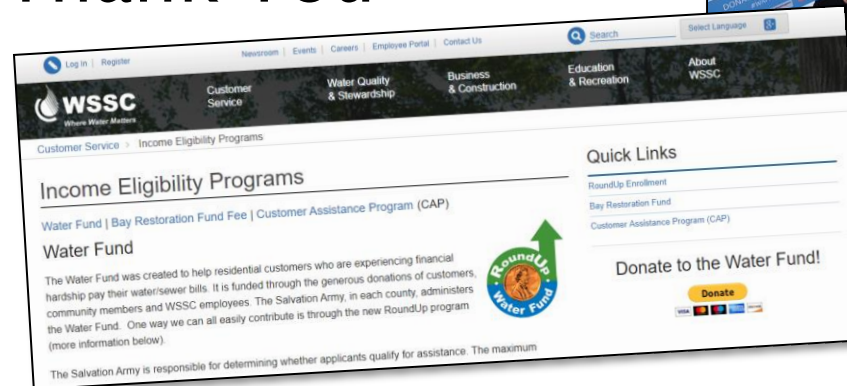 Thank You
DONA
Log In | Register
Newsroom | Events | Careers | Employee Portal | Contact Us
Search
Select Language
WSSC
Where Water Matters
Customer Service
Water Quality & Stewardship
Business & Construction
Education & Recreation
About WSSC
Customer Service > Income Eligibility Programs
Income Eligibility Programs
Water Fund | Bay Restoration Fund Fee | Customer Assistance Program (CAP)
Water Fund
The Water Fund was created to help residential customers who are experiencing financial
hardship pay their water/sewer bills. It is funded through the generous donations of customers,
community members and WSSC employees. The Salvation Army, in each county, administers
the Water Fund. One way we can all easily contribute is through the new RoundUp program
(more information below).
The Salvation Army is responsible for determining whether applicants qualify for assistance. The maximum
RoundUp
Water Fund
Quick Links
RoundUp Enrollment
Bay Restoration Fund
Customer Assistance Program (CAP)
Donate to the Water Fund!
Donate
VISA